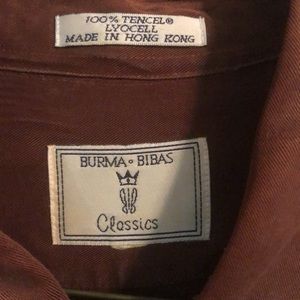 100% TENCEL®
LYOCELL
MADE IN HONG KONG
BURMA • BIBAS
Classics